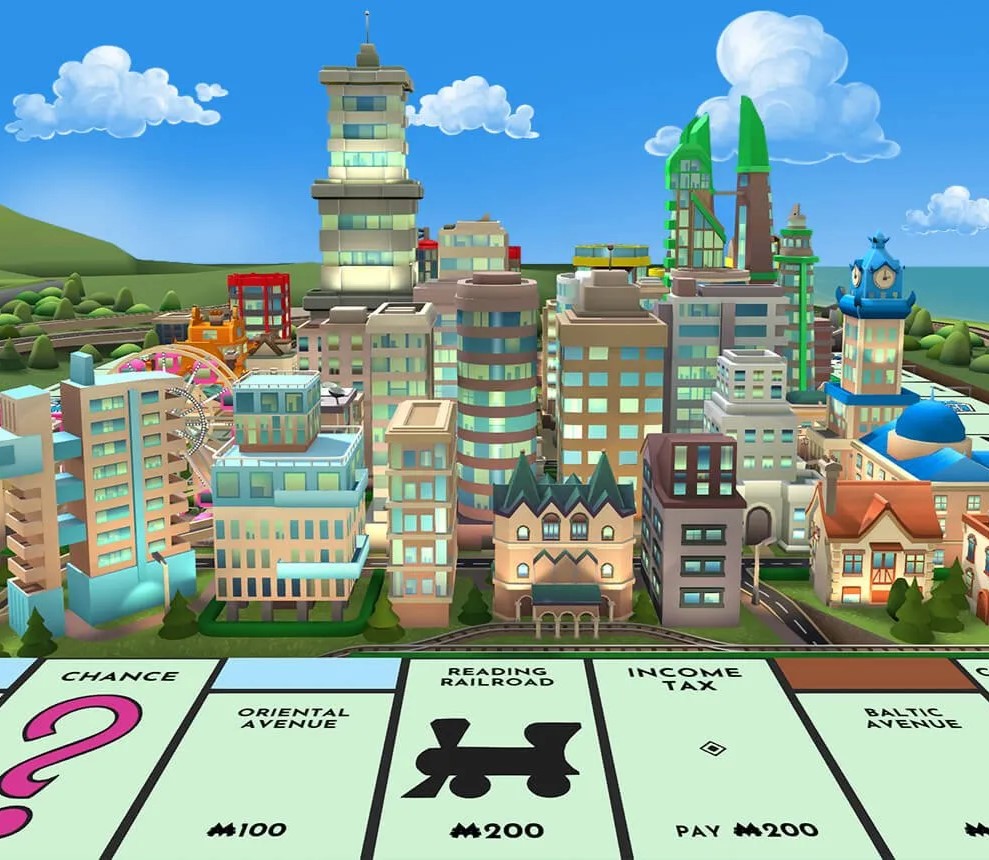 CHANCE
ORIENTAL
AVENUE
₩100
READING
RAILROAD
₩200
INCOME
TAX
PAY ₩200
BALTIC
AVENUE